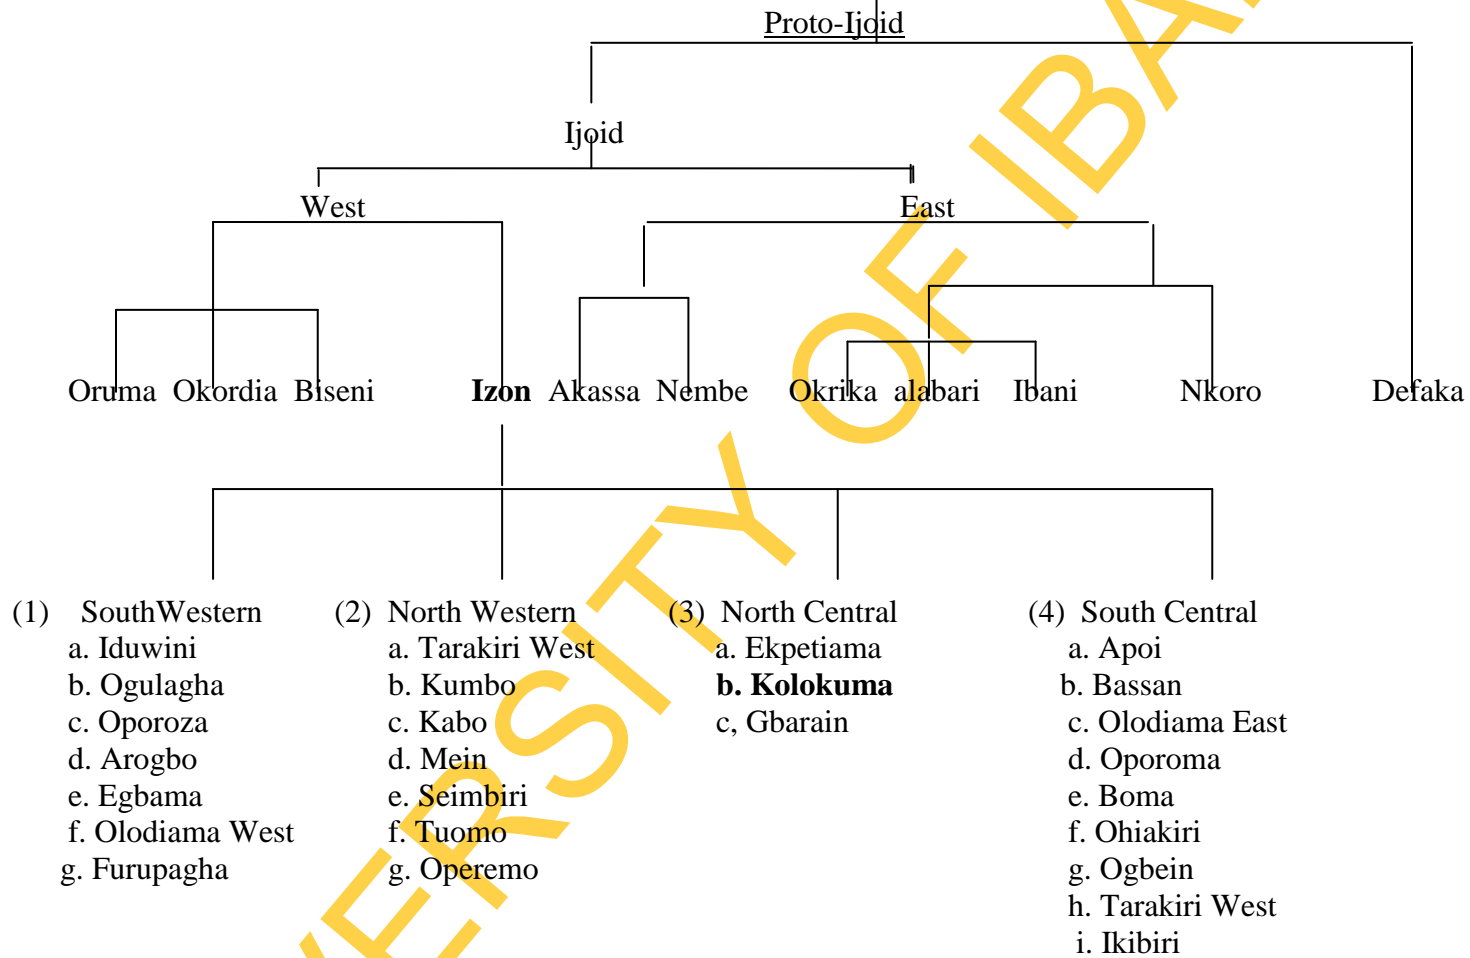 Proto-Ijoid
Ijoid
West East
Oruma Okordia Biseni Izon Akassa Nembe Okrika alabari Ibani Nkoro Defaka
(1) SouthWestern (2) North Western (3) North Central (4) South Central
a. Iduwini a. Tarakiri West a. Ekpetiama a. Apoi
b. Ogulagha b. Kumbo b. Kolokuma b. Bassan
c. Oporoza c. Kabo c, Gbarain c. Olodiama East
d. Arogbo d. Mein d. Oporoma
e. Egbama e. Seimbiri e. Boma
f. Olodiama West f. Tuomo f. Ohiakiri
g. Furupagha g. Operemo g. Ogbein
h. Tarakiri West
i. Ikibiri
ERSITY OF IBA